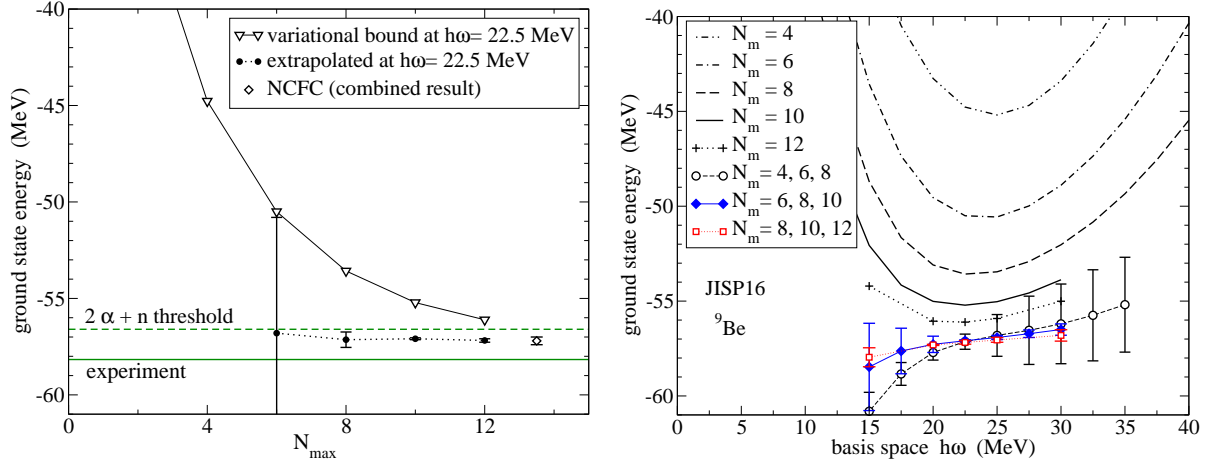 -40
-45
-50
-55
-60
ground state energy (MeV)
variational bound at hω= 22.5 MeV
extrapolated at hω= 22.5 MeV
NCFC (combined result)
2 α + n threshold
experiment
0
4
8
12
N_max
-40
-45
-50
-55
-60
ground state energy (MeV)
N_m = 4
N_m = 6
N_m = 8
N_m = 10
N_m = 12
N_m = 4, 6, 8
N_m = 6, 8, 10
N_m = 8, 10, 12
JISP16
⁹Be
0 5 10 15 20 25 30 35 40
basis space hω (MeV)